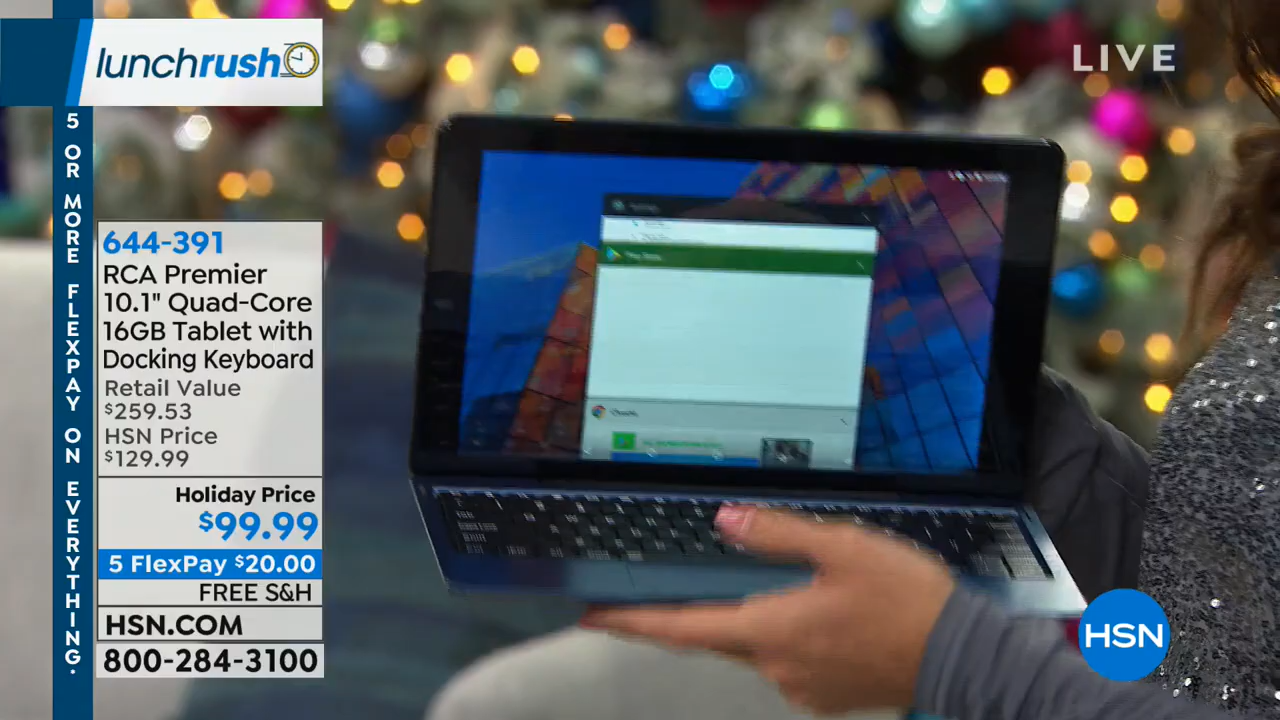 lunchrush
LIVE
5 OR MORE FLEXPAY ON EVERYTHING.
644-391
RCA Premier
10.1" Quad-Core
16GB Tablet with
Docking Keyboard
Retail Value
$259.53
HSN Price
$129.99
Holiday Price
$99.99
5 FlexPay $20.00
FREE S&H
HSN.COM
800-284-3100
HSN